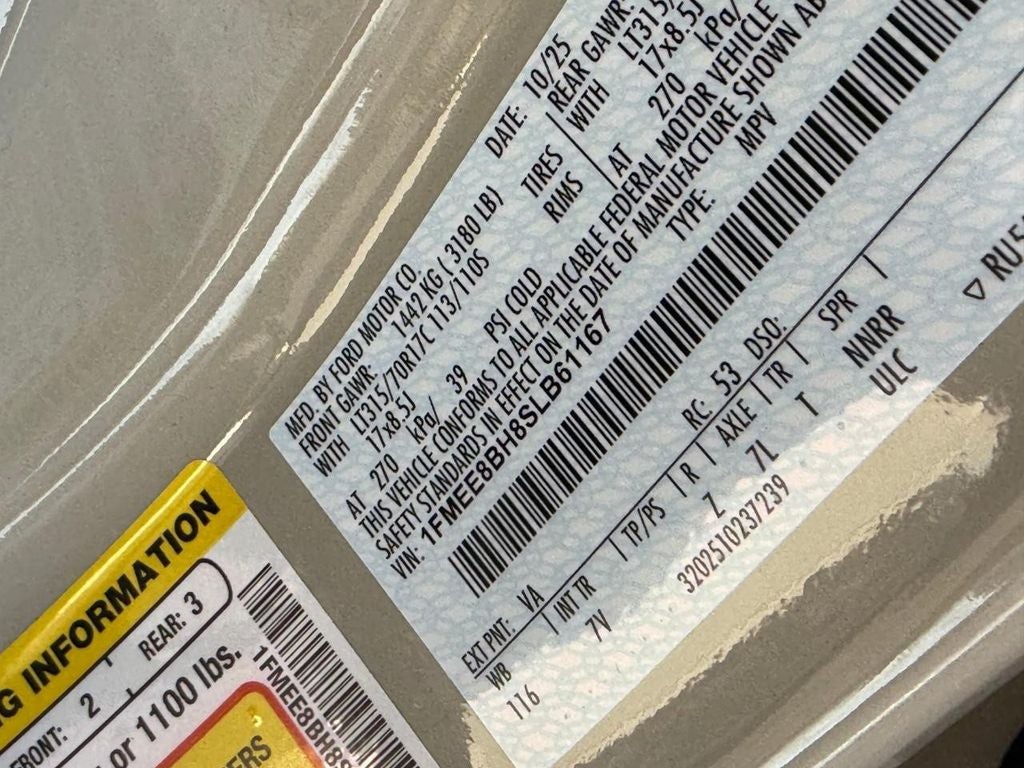 MFD. BY FORD MOTOR CO.
DATE: 10/25
FRONT GAWR: 1442 KG ( 3180 LB)
REAR GAWR:
WITH LT315/70R17C 113/110S TIRES
WITH LT315/
17x8.5J RIMS
17x8.5J
AT 270 kPa/ 39 PSI COLD
AT 270 kPa/
THIS VEHICLE CONFORMS TO ALL APPLICABLE FEDERAL MOTOR VEHICLE
SAFETY STANDARDS IN EFFECT ON THE DATE OF MANUFACTURE SHOWN AB
VIN: 1FMEE8BH8SLB61167
TYPE: MPV
EXT PNT: VA RC: 53 DSO:
WB INT TR TP/PS R AXLE TR SPR
116 7V Z 7L T NNRR
3202510237239 ULC
▽ RU5
G INFORMATION
FRONT: 2 REAR: 3
or 1100 lbs.
1FMEE8BH8S
ERS